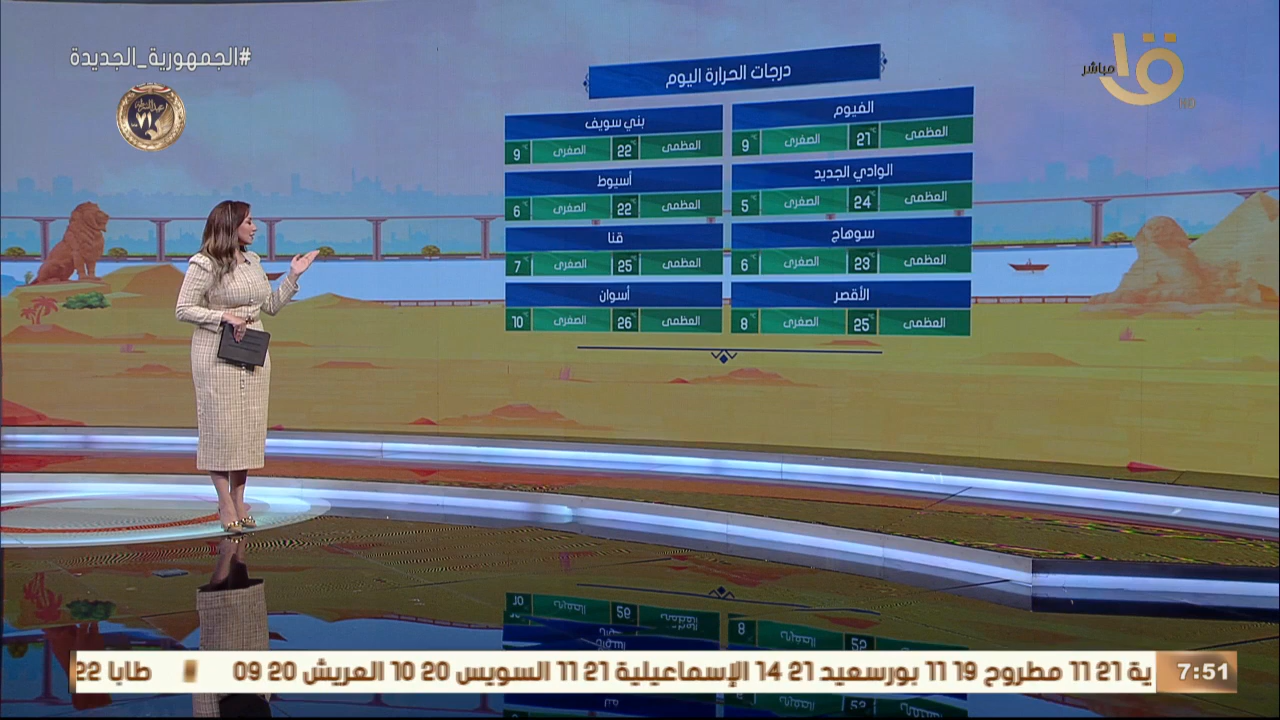 #الجمهورية_الجديدة
مباشر
HD
درجات الحرارة اليوم
الفيوم
العظمى 21 °C الصغرى 9 °C
بني سويف
العظمى 22 °C الصغرى 9 °C
الوادي الجديد
العظمى 24 °C الصغرى 5 °C
أسيوط
العظمى 22 °C الصغرى 6 °C
سوهاج
العظمى 23 °C الصغرى 6 °C
قنا
العظمى 25 °C الصغرى 7 °C
الأقصر
العظمى 25 °C الصغرى 8 °C
أسوان
العظمى 26 °C الصغرى 10 °C
7:51
ية 21 11 مطروح 19 11 بورسعيد 21 14 الإسماعيلية 21 11 السويس 20 10 العريش 20 09 طابا 22